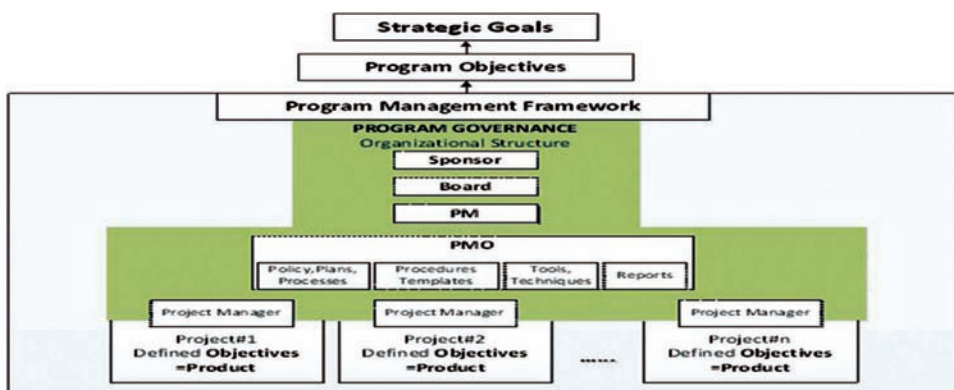 Strategic Goals
Program Objectives
Program Management Framework
PROGRAM GOVERNANCE
Organizational Structure
Sponsor
Board
PM
PMO
Policy,Plans,
Processes
Procedures
Templates
Tools,
Techniques
Reports
Project Manager
Project#1
Defined Objectives
=Product
Project Manager
Project#2
Defined Objectives
=Product
......
Project Manager
Project#n
Defined Objectives
=Product